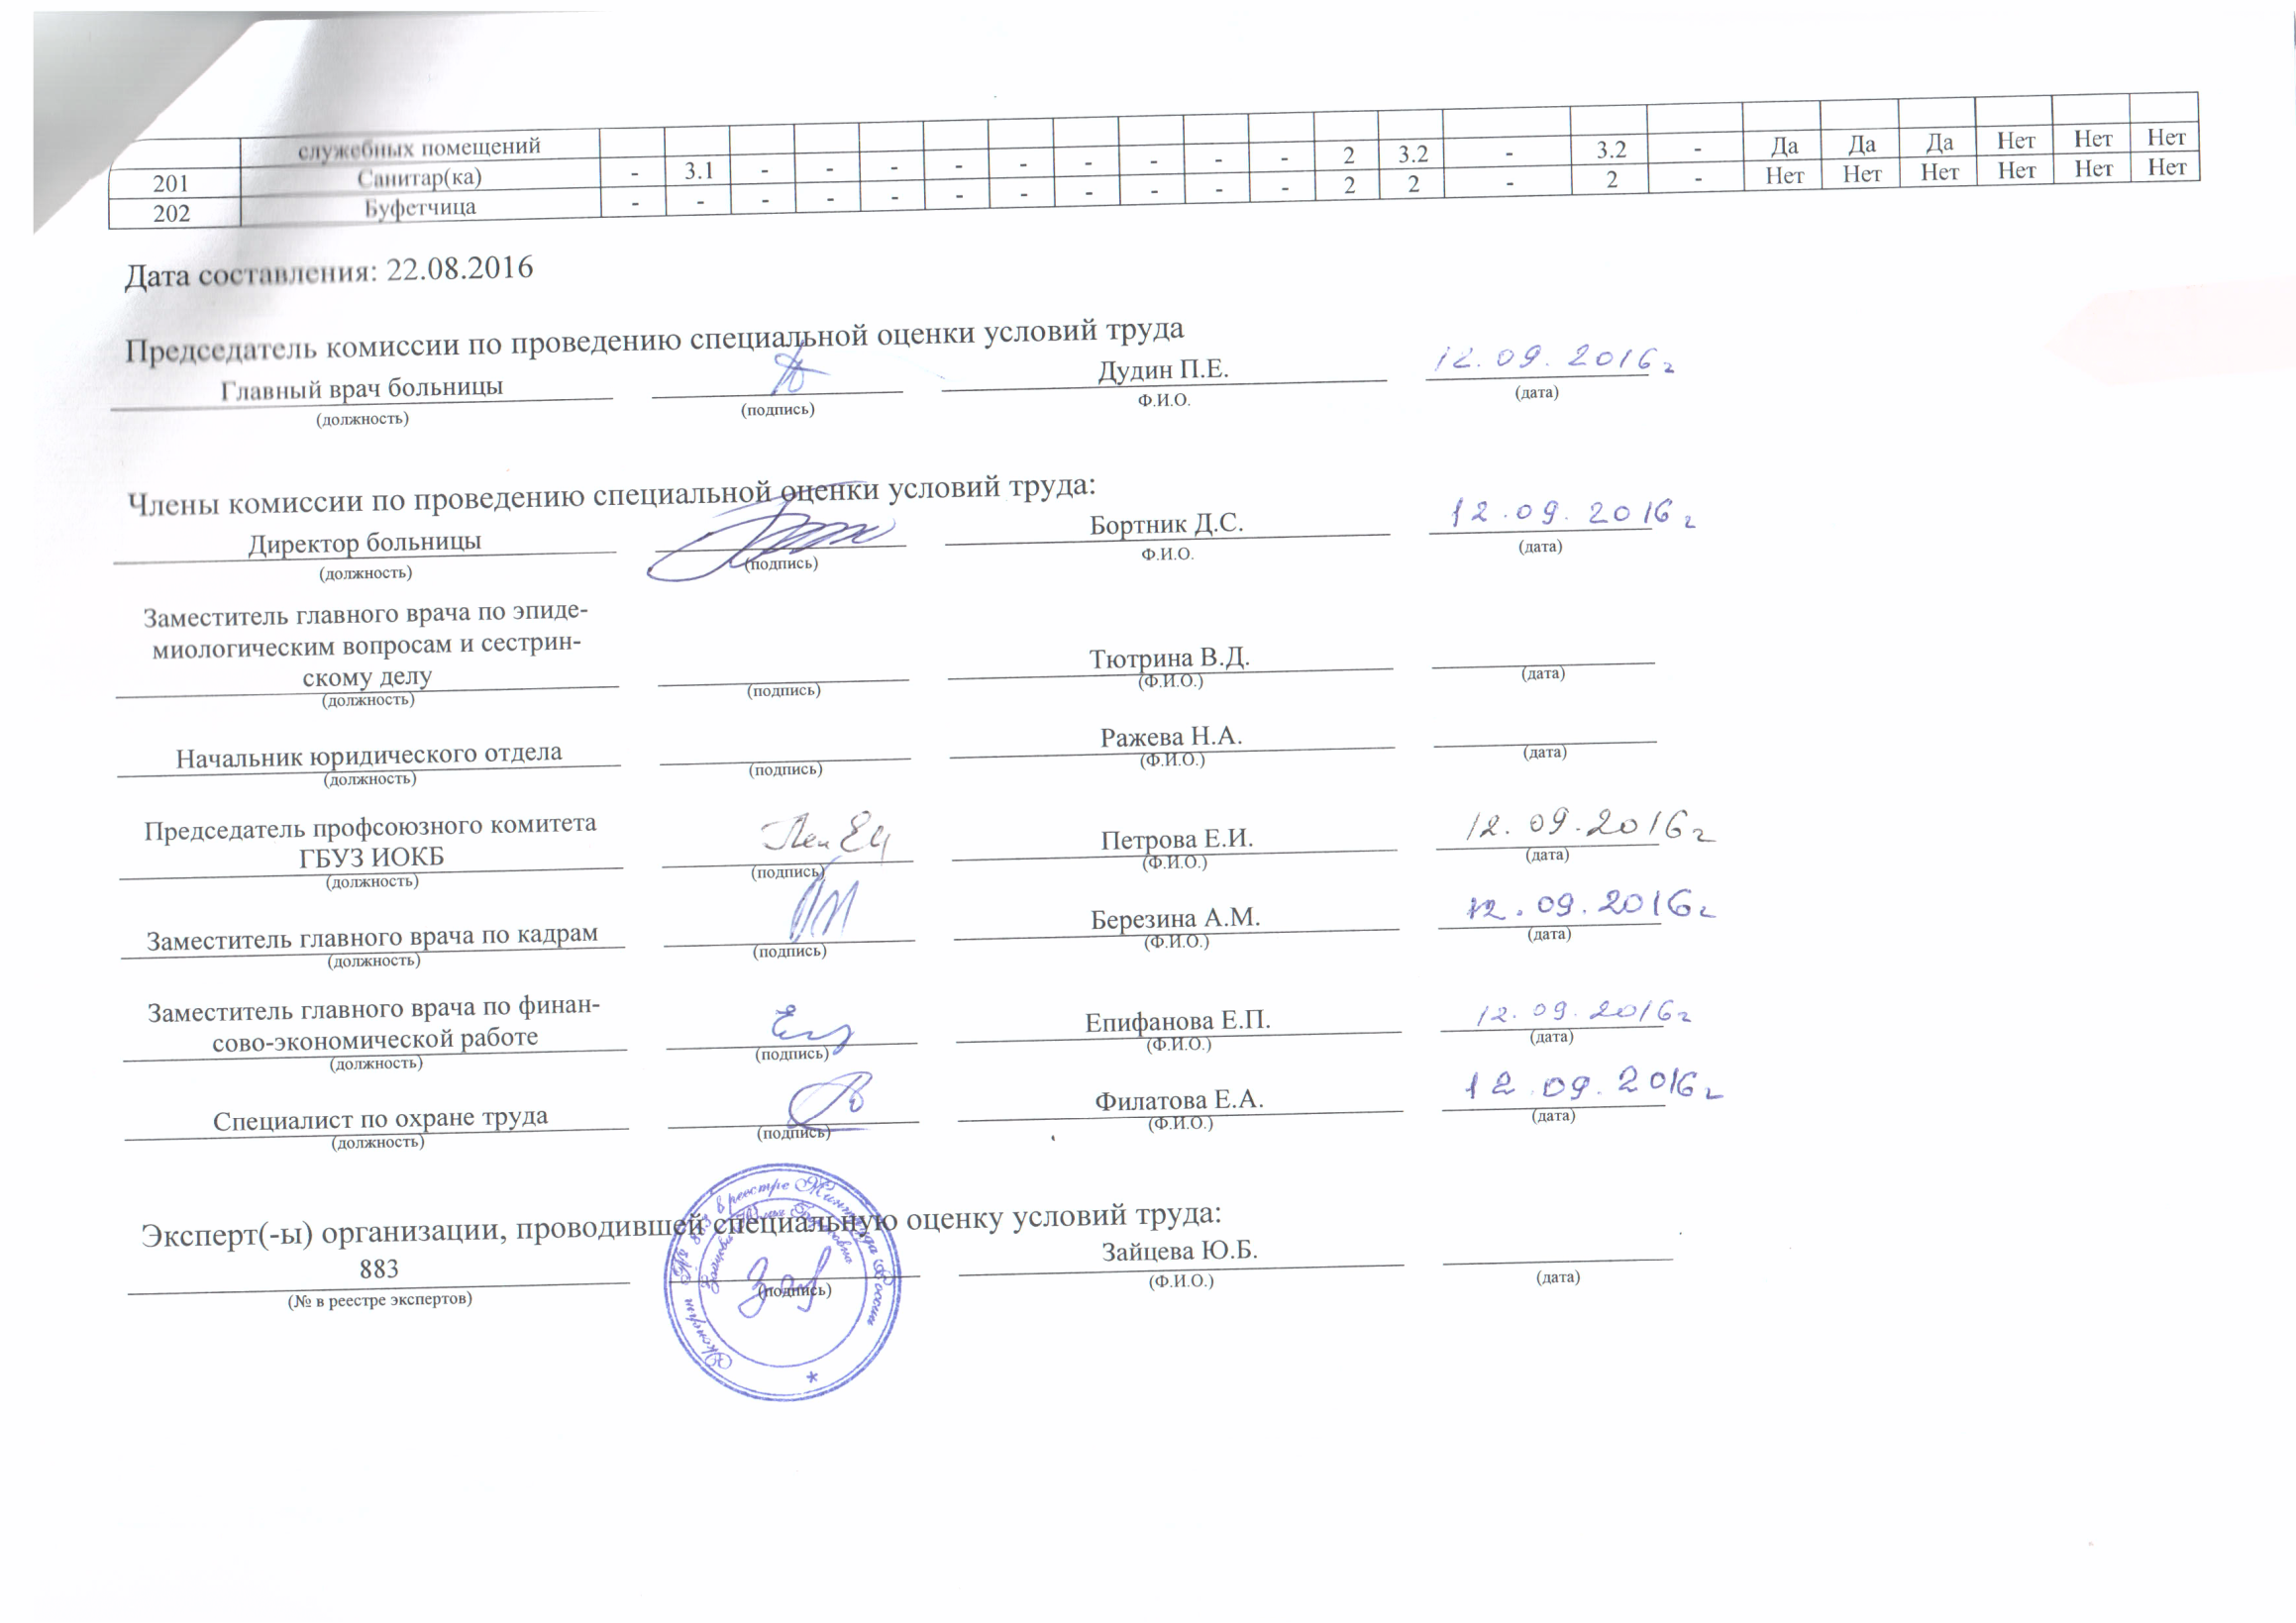 служебных помещений
201 Санитар(ка) - 3.1 - - - - - - - - - 2 3.2 - 3.2 - Да Да Да Нет Нет Нет
202 Буфетчица - - - - - - - - - - - 2 2 - 2 - Нет Нет Нет Нет Нет Нет
Дата составления: 22.08.2016
Председатель комиссии по проведению специальной оценки условий труда
Главный врач больницы Дудин П.Е. 12.09.2016г
(должность) (подпись) Ф.И.О. (дата)
Члены комиссии по проведению специальной оценки условий труда:
Директор больницы Бортник Д.С. 12.09.2016г
(должность) (подпись) Ф.И.О. (дата)
Заместитель главного врача по эпиде-
миологическим вопросам и сестрин-
скому делу Тютрина В.Д.
(должность) (подпись) (Ф.И.О.) (дата)
Начальник юридического отдела Ражева Н.А.
(должность) (подпись) (Ф.И.О.) (дата)
Председатель профсоюзного комитета
ГБУЗ ИОКБ Петрова Е.И. 12.09.2016г
(должность) (подпись) (Ф.И.О.) (дата)
Заместитель главного врача по кадрам Березина А.М. 12.09.2016г
(должность) (подпись) (Ф.И.О.) (дата)
Заместитель главного врача по финан-
сово-экономической работе Епифанова Е.П. 12.09.2016г
(должность) (подпись) (Ф.И.О.) (дата)
Специалист по охране труда Филатова Е.А. 12.09.2016г
(должность) (подпись) (Ф.И.О.) (дата)
Эксперт(-ы) организации, проводившей специальную оценку условий труда:
883 Зайцева Ю.Б.
(№ в реестре экспертов) (подпись) (Ф.И.О.) (дата)
Эксперт № 883 в реестре Минтруда России